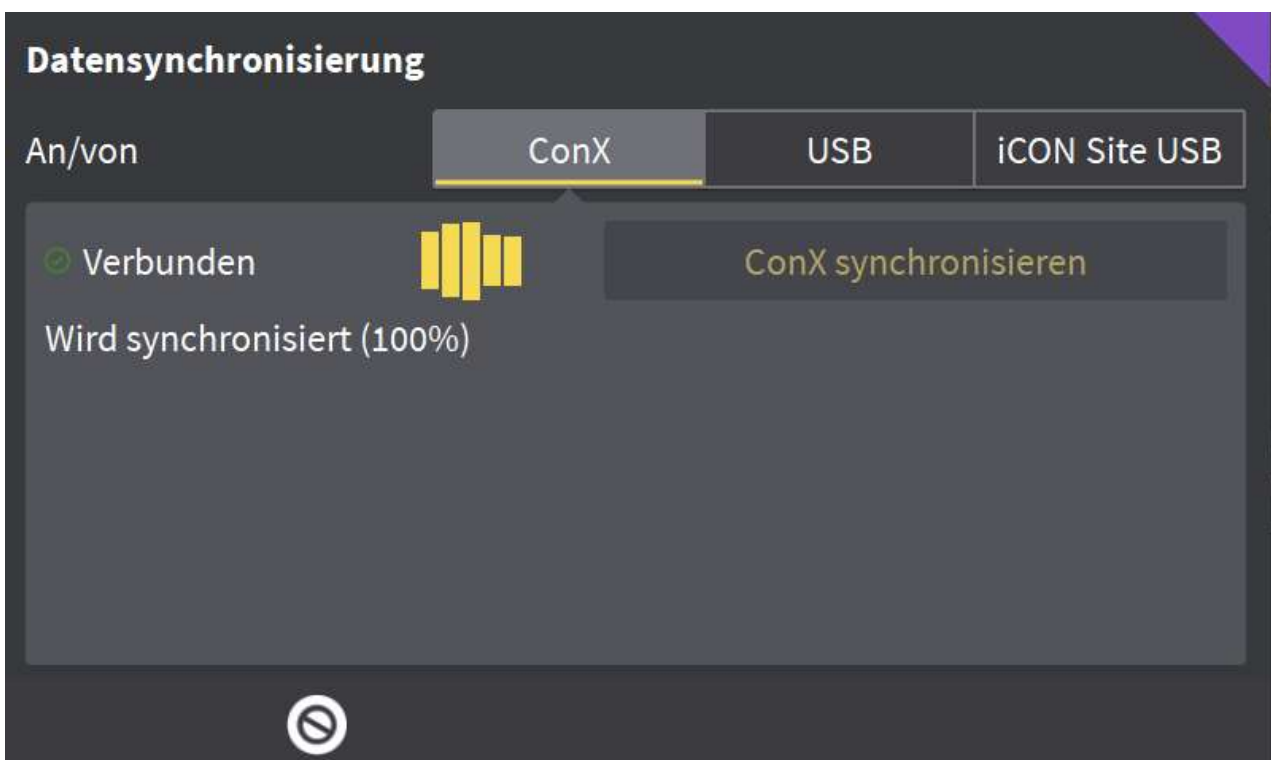 Datensynchronisierung
An/von
ConX
USB
iCON Site USB
Verbunden
ConX synchronisieren
Wird synchronisiert (100%)